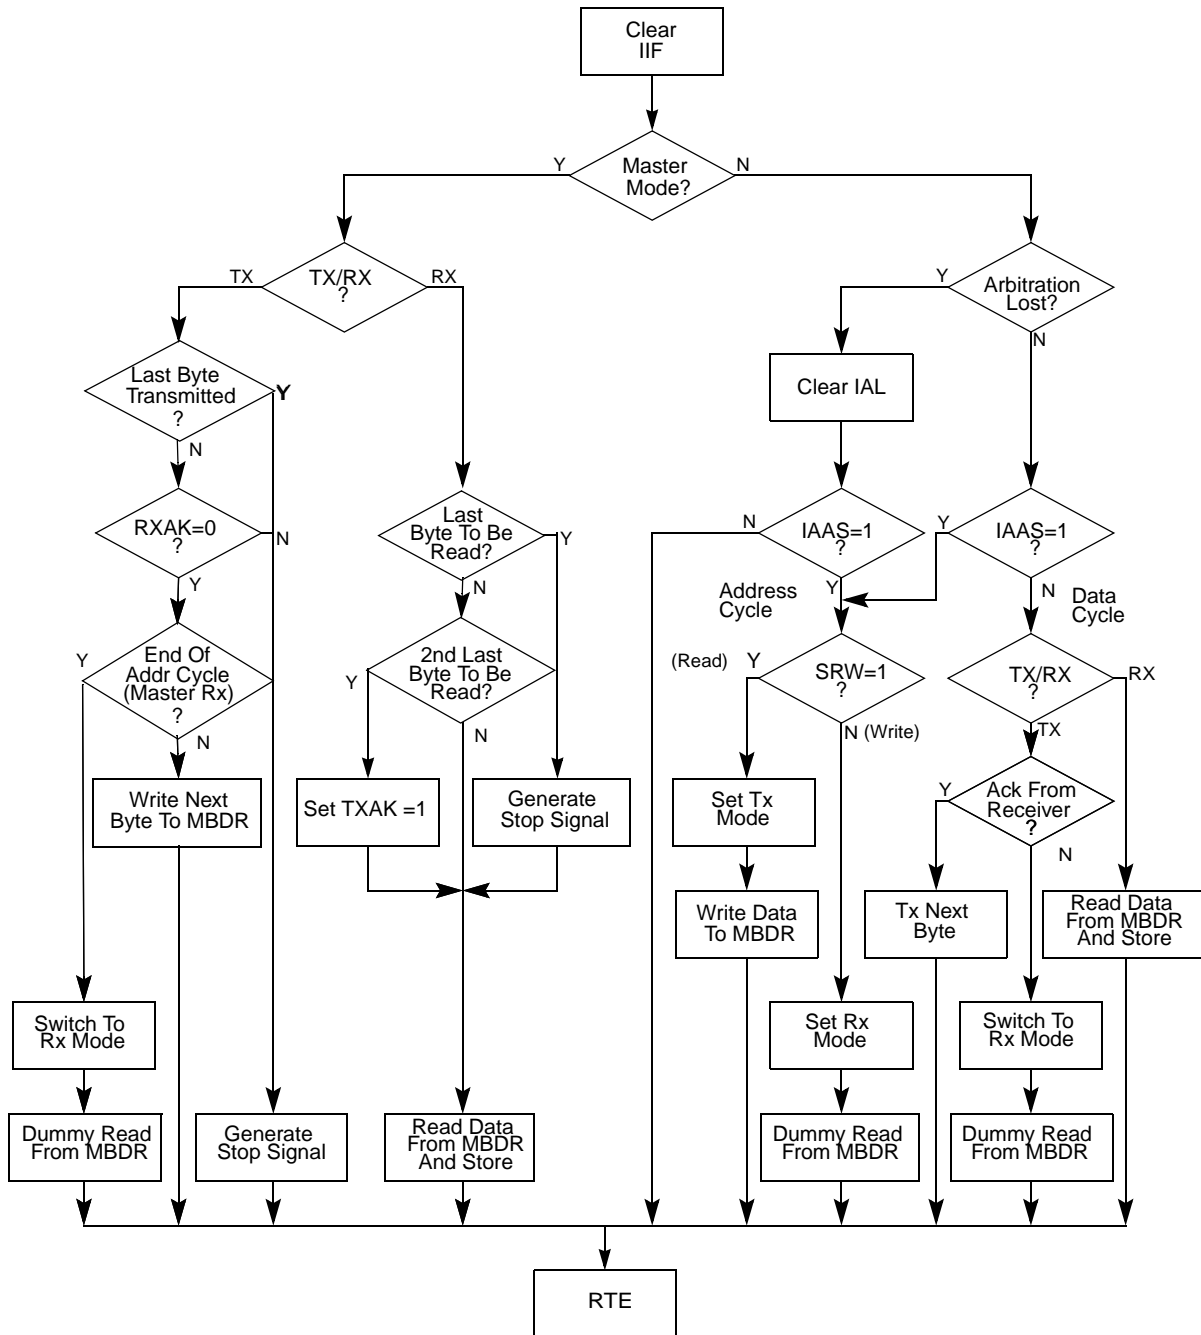 Clear
IIF
Master
Mode?
Y
N
TX/RX
?
TX
RX
Arbitration
Lost?
Y
N
Last Byte
Transmitted
?
Y
N
Clear IAL
RXAK=0
?
N
Y
Last
Byte To Be
Read?
Y
N
IAAS=1
?
N
Y
IAAS=1
?
Y
N
Address
Cycle
Data
Cycle
End Of
Addr Cycle
(Master Rx)
?
Y
N
2nd Last
Byte To Be
Read?
Y
N
(Read)
Y
SRW=1
?
N (Write)
TX/RX
?
RX
TX
Write Next
Byte To MBDR
Set TXAK =1
Generate
Stop Signal
Set Tx
Mode
Ack From
Receiver
?
Y
N
Write Data
To MBDR
Tx Next
Byte
Read Data
From MBDR
And Store
Switch To
Rx Mode
Set Rx
Mode
Switch To
Rx Mode
Dummy Read
From MBDR
Generate
Stop Signal
Read Data
From MBDR
And Store
Dummy Read
From MBDR
Dummy Read
From MBDR
RTE